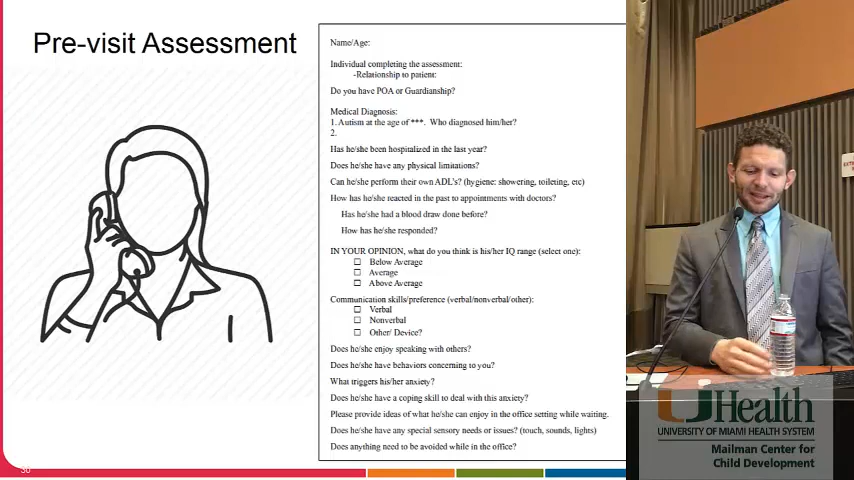 Pre-visit Assessment
Name/Age:
Individual completing the assessment:
-Relationship to patient:
Do you have POA or Guardianship?
Medical Diagnosis:
1. Autism at the age of ***. Who diagnosed him/her?
2.
Has he/she been hospitalized in the last year?
Does he/she have any physical limitations?
Can he/she perform their own ADL's? (hygiene: showering, toileting, etc)
How has he/she reacted in the past to appointments with doctors?
Has he/she had a blood draw done before?
How has he/she responded?
IN YOUR OPINION, what do you think is his/her IQ range (select one):
Below Average
Average
Above Average
Communication skills/preference (verbal/nonverbal/other):
Verbal
Nonverbal
Other/ Device?
Does he/she enjoy speaking with others?
Does he/she have behaviors concerning to you?
What triggers his/her anxiety?
Does he/she have a coping skill to deal with this anxiety?
Please provide ideas of what he/she can enjoy in the office setting while waiting.
Does he/she have any special sensory needs or issues? (touch, sounds, lights)
Does anything need to be avoided while in the office?
UHealth
UNIVERSITY OF MIAMI HEALTH SYSTEM
Mailman Center for
Child Development